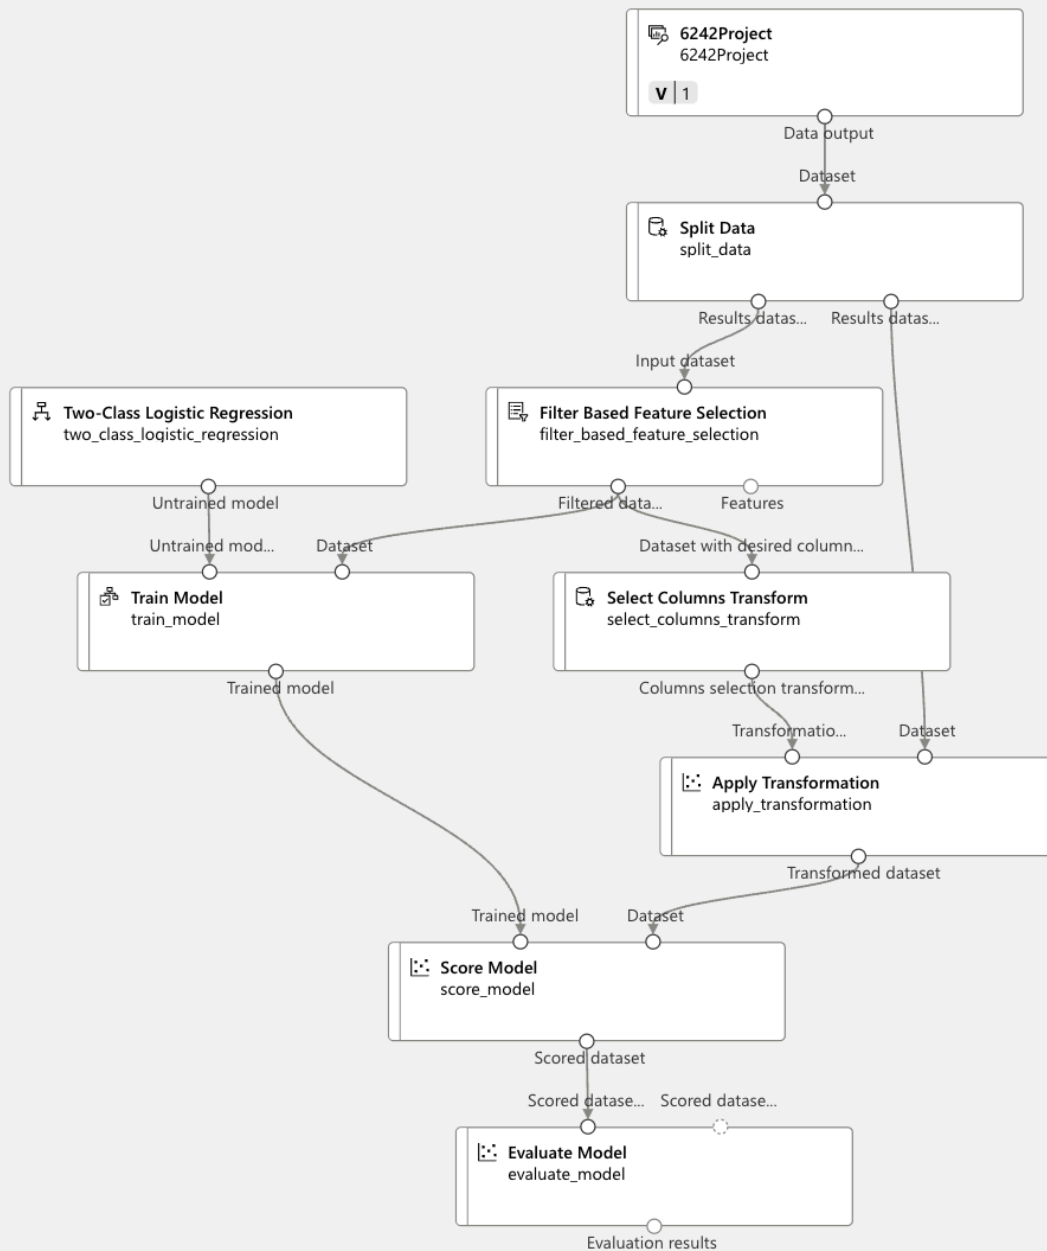 6242Project
6242Project
V 1
Data output
Dataset
Split Data
split_data
Results datas...
Results datas...
Input dataset
Two-Class Logistic Regression
two_class_logistic_regression
Filter Based Feature Selection
filter_based_feature_selection
Untrained model
Filtered data...
Features
Untrained mod...
Dataset
Dataset with desired column...
Train Model
train_model
Select Columns Transform
select_columns_transform
Trained model
Columns selection transform...
Transformatio...
Dataset
Apply Transformation
apply_transformation
Transformed dataset
Trained model
Dataset
Score Model
score_model
Scored dataset
Scored datase...
Scored datase...
Evaluate Model
evaluate_model
Evaluation results